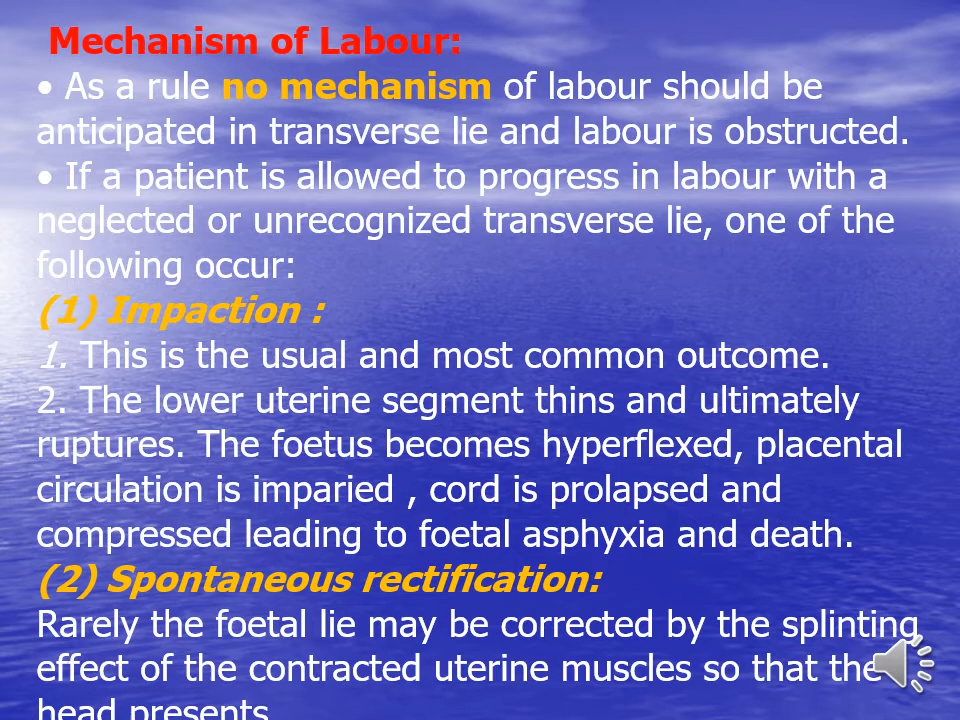 Mechanism of Labour:
• As a rule no mechanism of labour should be
anticipated in transverse lie and labour is obstructed.
• If a patient is allowed to progress in labour with a
neglected or unrecognized transverse lie, one of the
following occur:
(1) Impaction :
1. This is the usual and most common outcome.
2. The lower uterine segment thins and ultimately
ruptures. The foetus becomes hyperflexed, placental
circulation is imparied , cord is prolapsed and
compressed leading to foetal asphyxia and death.
(2) Spontaneous rectification:
Rarely the foetal lie may be corrected by the splinting
effect of the contracted uterine muscles so that the
head presents